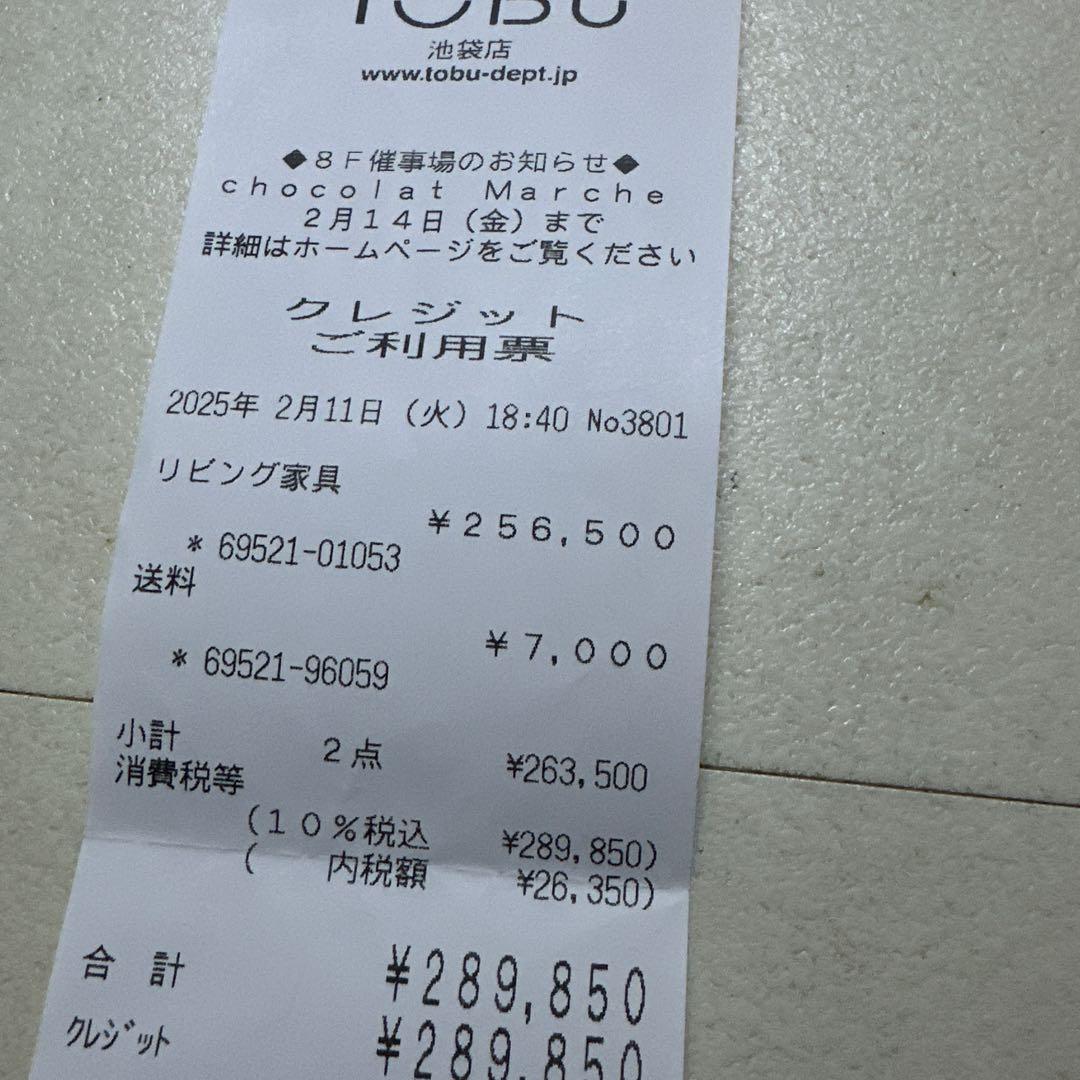 TOBU
池袋店
www.tobu-dept.jp
◆８Ｆ催事場のお知らせ◆
ｃｈｏｃｏｌａｔ　Ｍａｒｃｈｅ
２月１４日（金）まで
詳細はホームページをご覧ください
クレジット
ご利用票
2025年 2月11日（火）18:40 No3801
リビング家具
￥２５６，５００
* 69521-01053
送料
￥７，０００
* 69521-96059
小計　２点　¥263,500
消費税等
（１０％税込　¥289,850)
（　内税額　¥26,350)
合　計　¥289,850
ｸﾚｼﾞｯﾄ　¥289,850